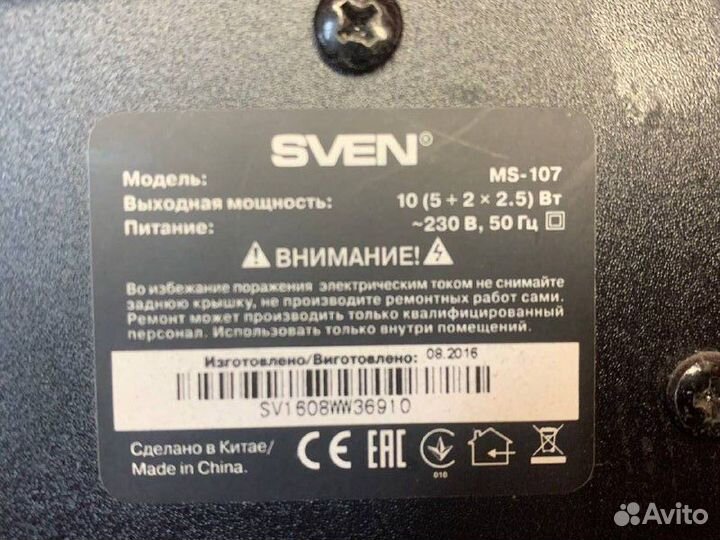 SVEN®
Модель: MS-107
Выходная мощность: 10 (5 + 2 × 2.5) Вт
Питание: ~230 В, 50 Гц
ВНИМАНИЕ!
Во избежание поражения электрическим током не снимайте
заднюю крышку, не производите ремонтных работ сами.
Ремонт может производить только квалифицированный
персонал. Использовать только внутри помещений.
Изготовлено/Виготовлено: 08.2016
SV1608WW36910
Сделано в Китае/
Made in China.
CE EAC
016
Avito